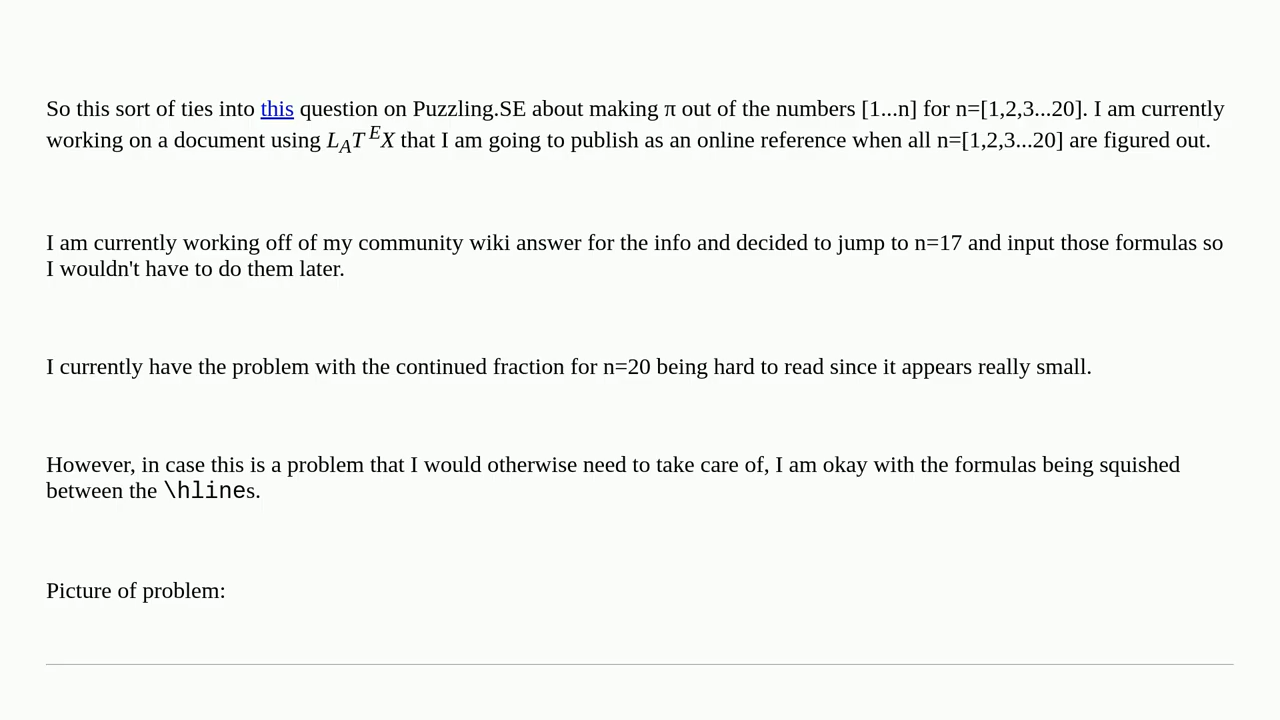 So this sort of ties into this question on Puzzling.SE about making π out of the numbers [1...n] for n=[1,2,3...20]. I am currently
working on a document using LATEX that I am going to publish as an online reference when all n=[1,2,3...20] are figured out.
I am currently working off of my community wiki answer for the info and decided to jump to n=17 and input those formulas so
I wouldn't have to do them later.
I currently have the problem with the continued fraction for n=20 being hard to read since it appears really small.
However, in case this is a problem that I would otherwise need to take care of, I am okay with the formulas being squished
between the \hlines.
Picture of problem: